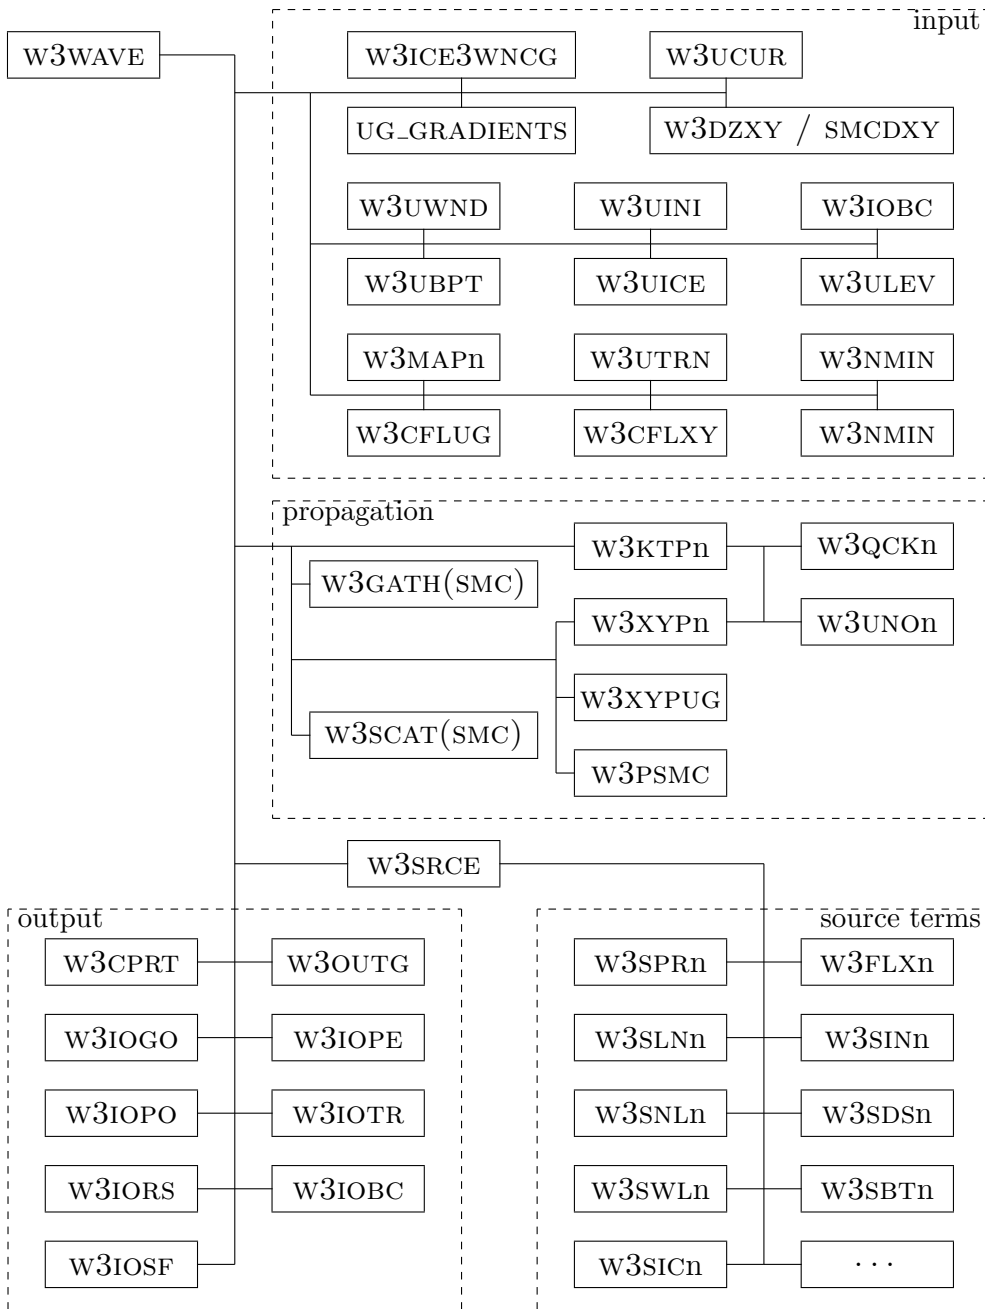 input
W3WAVE
W3ICE3WNCG W3UCUR
UG_GRADIENTS W3DZXY / SMCDXY
W3UWND W3UINI W3IOBC
W3UBPT W3UICE W3ULEV
W3MAPn W3UTRN W3NMIN
W3CFLUG W3CFLXY W3NMIN
propagation
W3KTPn W3QCKn
W3GATH(SMC)
W3XYPn W3UNOn
W3XYPUG
W3SCAT(SMC)
W3PSMC
W3SRCE
output source terms
W3CPRT W3OUTG W3SPRn W3FLXn
W3IOGO W3IOPE W3SLNn W3SINn
W3IOPO W3IOTR W3SNLn W3SDSn
W3IORS W3IOBC W3SWLn W3SBTn
W3IOSF W3SICn · · ·